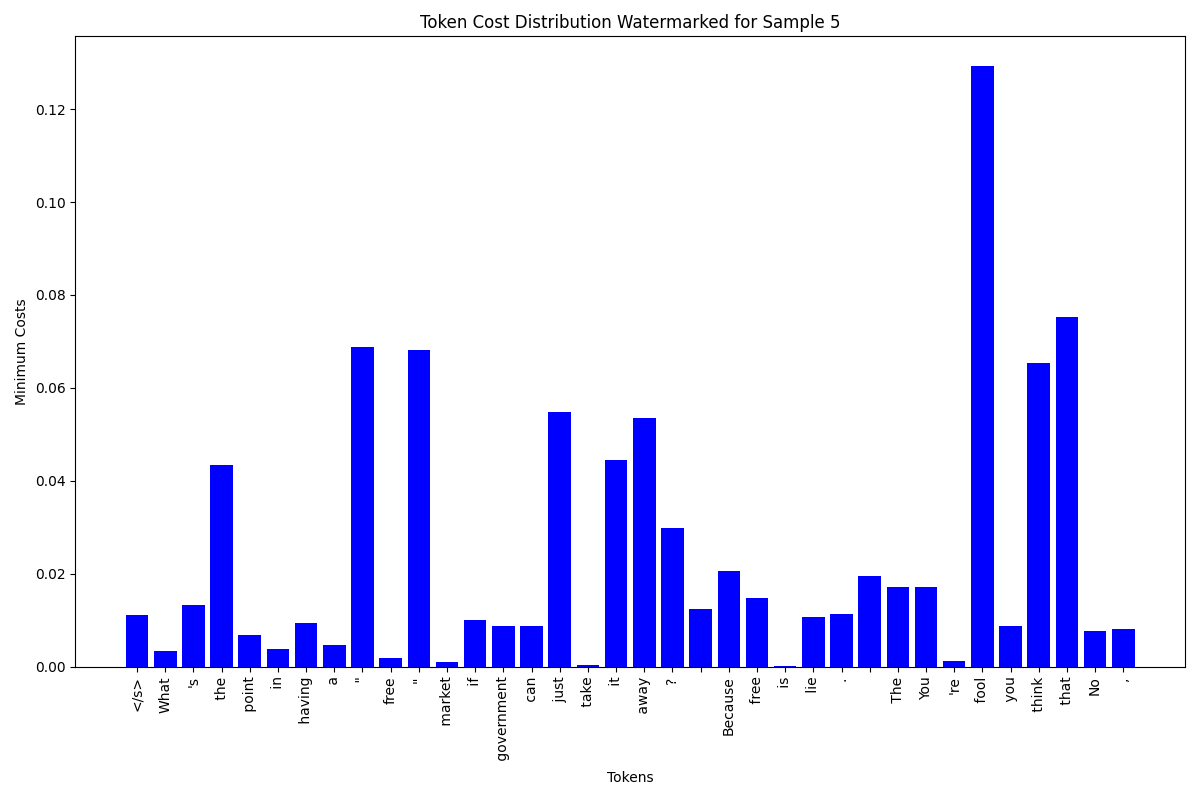 Token Cost Distribution Watermarked for Sample 5
Minimum Costs
0.12
0.10
0.08
0.06
0.04
0.02
0.00
</s>
What
's
the
point
in
having
a
"
free
"
market
if
government
can
just
take
it
away
?
Because
free
is
lie
.
The
You
're
fool
you
think
that
No
,
Tokens